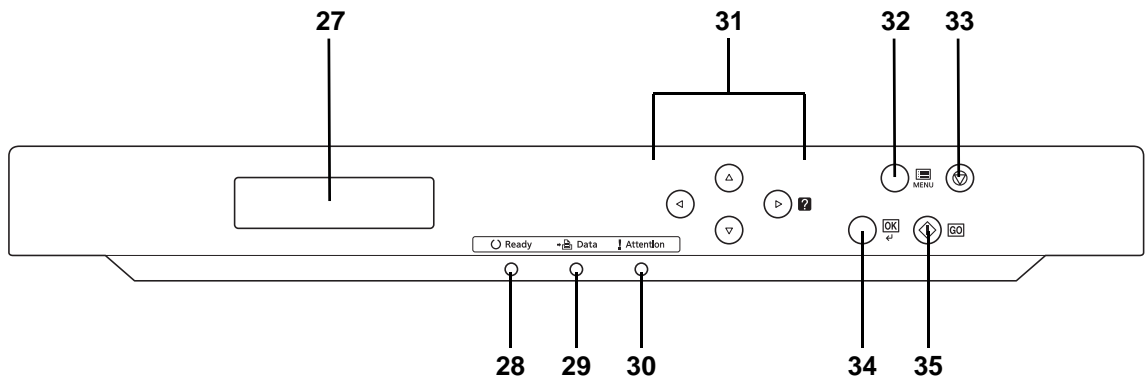 27 31 32 33
MENU
?
OK GO
Ready Data ! Attention
28 29 30 34 35